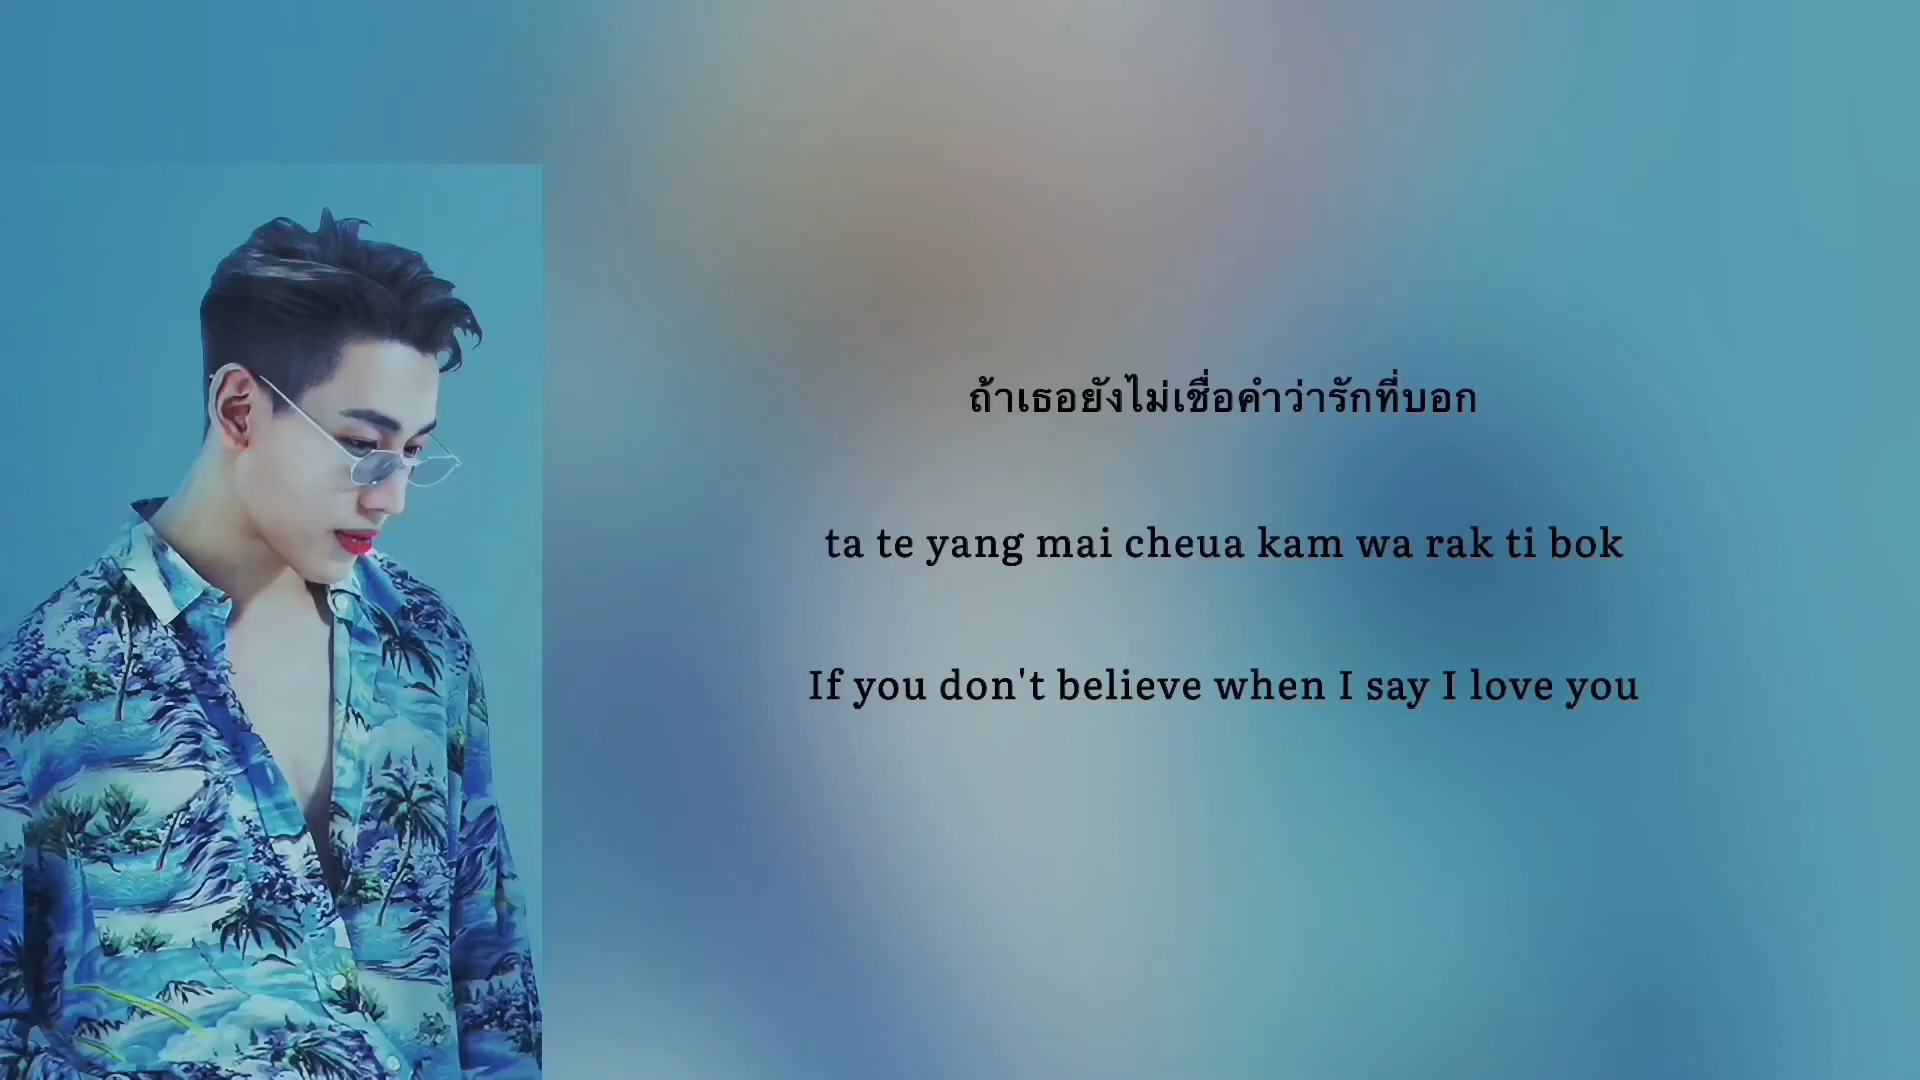 ถ้าเธอยังไม่เชื่อคำว่ารักที่บอก
ta te yang mai cheua kam wa rak ti bok
If you don't believe when I say I love you